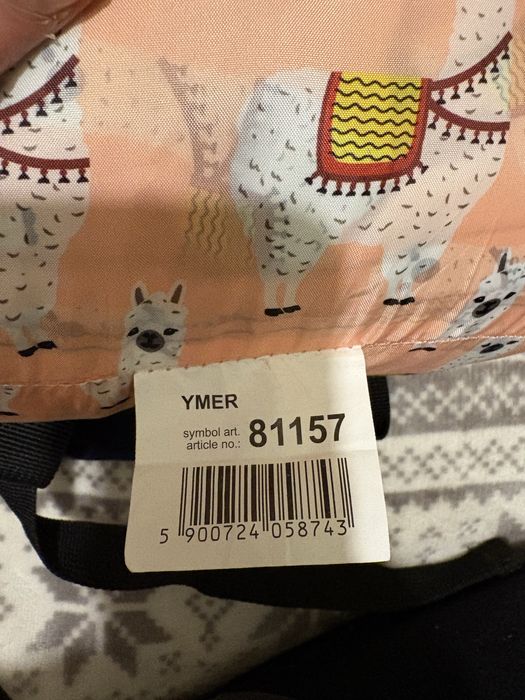 YMER
symbol art.
article no.: 81157
5 900724 058743